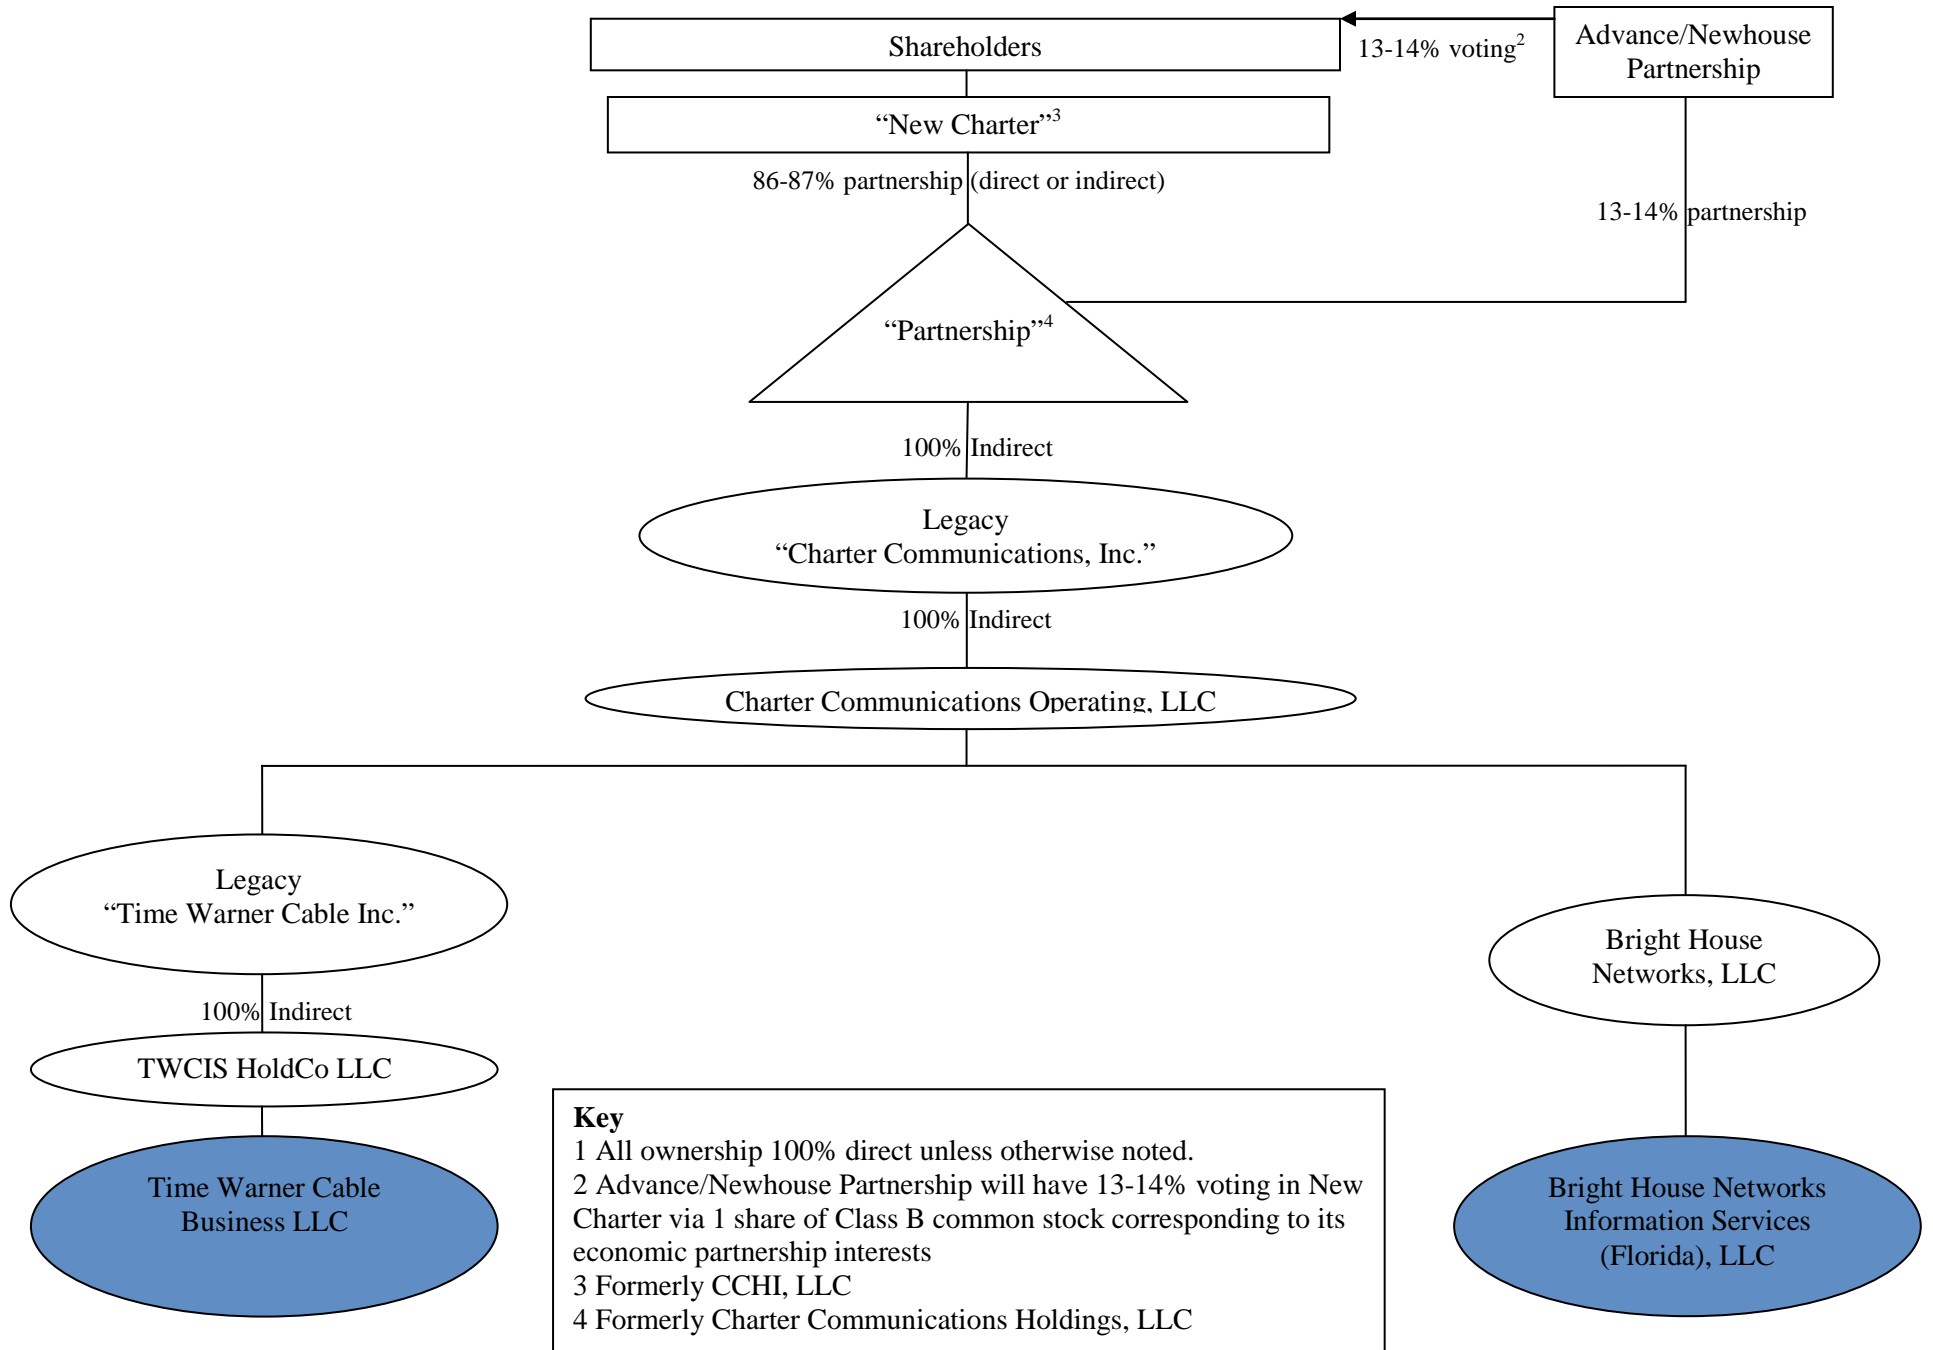 Shareholders
13-14% voting2
Advance/Newhouse
Partnership
“New Charter”3
86-87% partnership (direct or indirect)
13-14% partnership
“Partnership”4
100% Indirect
Legacy
“Charter Communications, Inc.”
100% Indirect
Charter Communications Operating, LLC
Legacy
“Time Warner Cable Inc.”
Bright House
Networks, LLC
100% Indirect
TWCIS HoldCo LLC
Time Warner Cable
Business LLC
Key
1 All ownership 100% direct unless otherwise noted.
2 Advance/Newhouse Partnership will have 13-14% voting in New
Charter via 1 share of Class B common stock corresponding to its
economic partnership interests
3 Formerly CCHI, LLC
4 Formerly Charter Communications Holdings, LLC
Bright House Networks
Information Services
(Florida), LLC